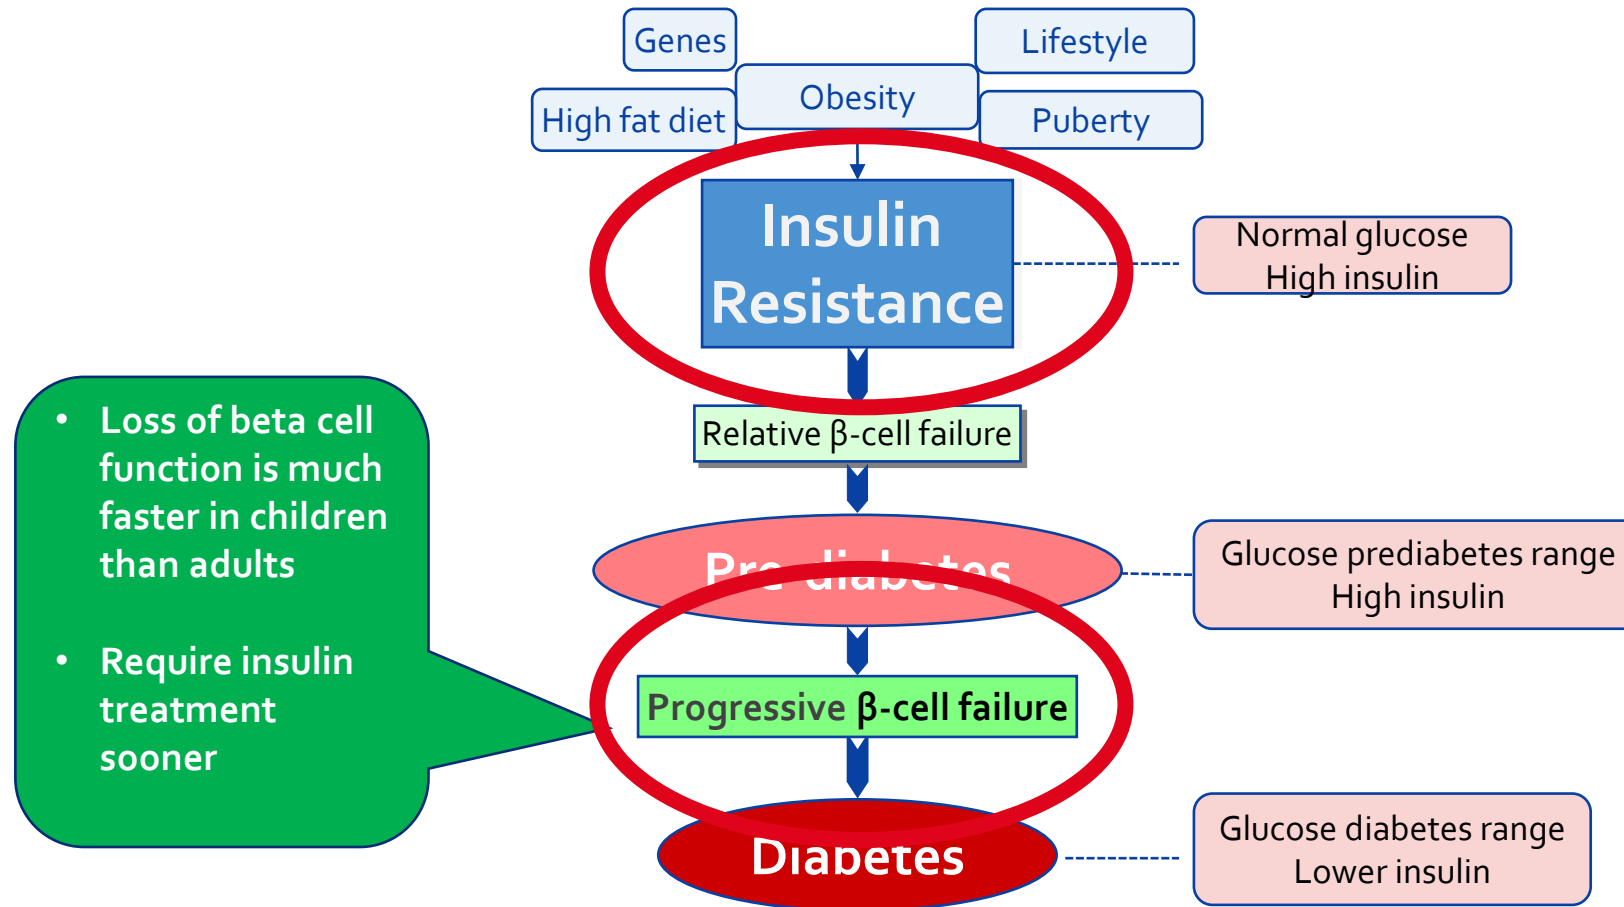 Genes
Lifestyle
Obesity
High fat diet
Puberty
Insulin
Resistance
Normal glucose
High insulin
• Loss of beta cell
function is much
faster in children
than adults
• Require insulin
treatment
sooner
Relative β-cell failure
Pre-diabetes
Glucose prediabetes range
High insulin
Progressive β-cell failure
Diabetes
Glucose diabetes range
Lower insulin